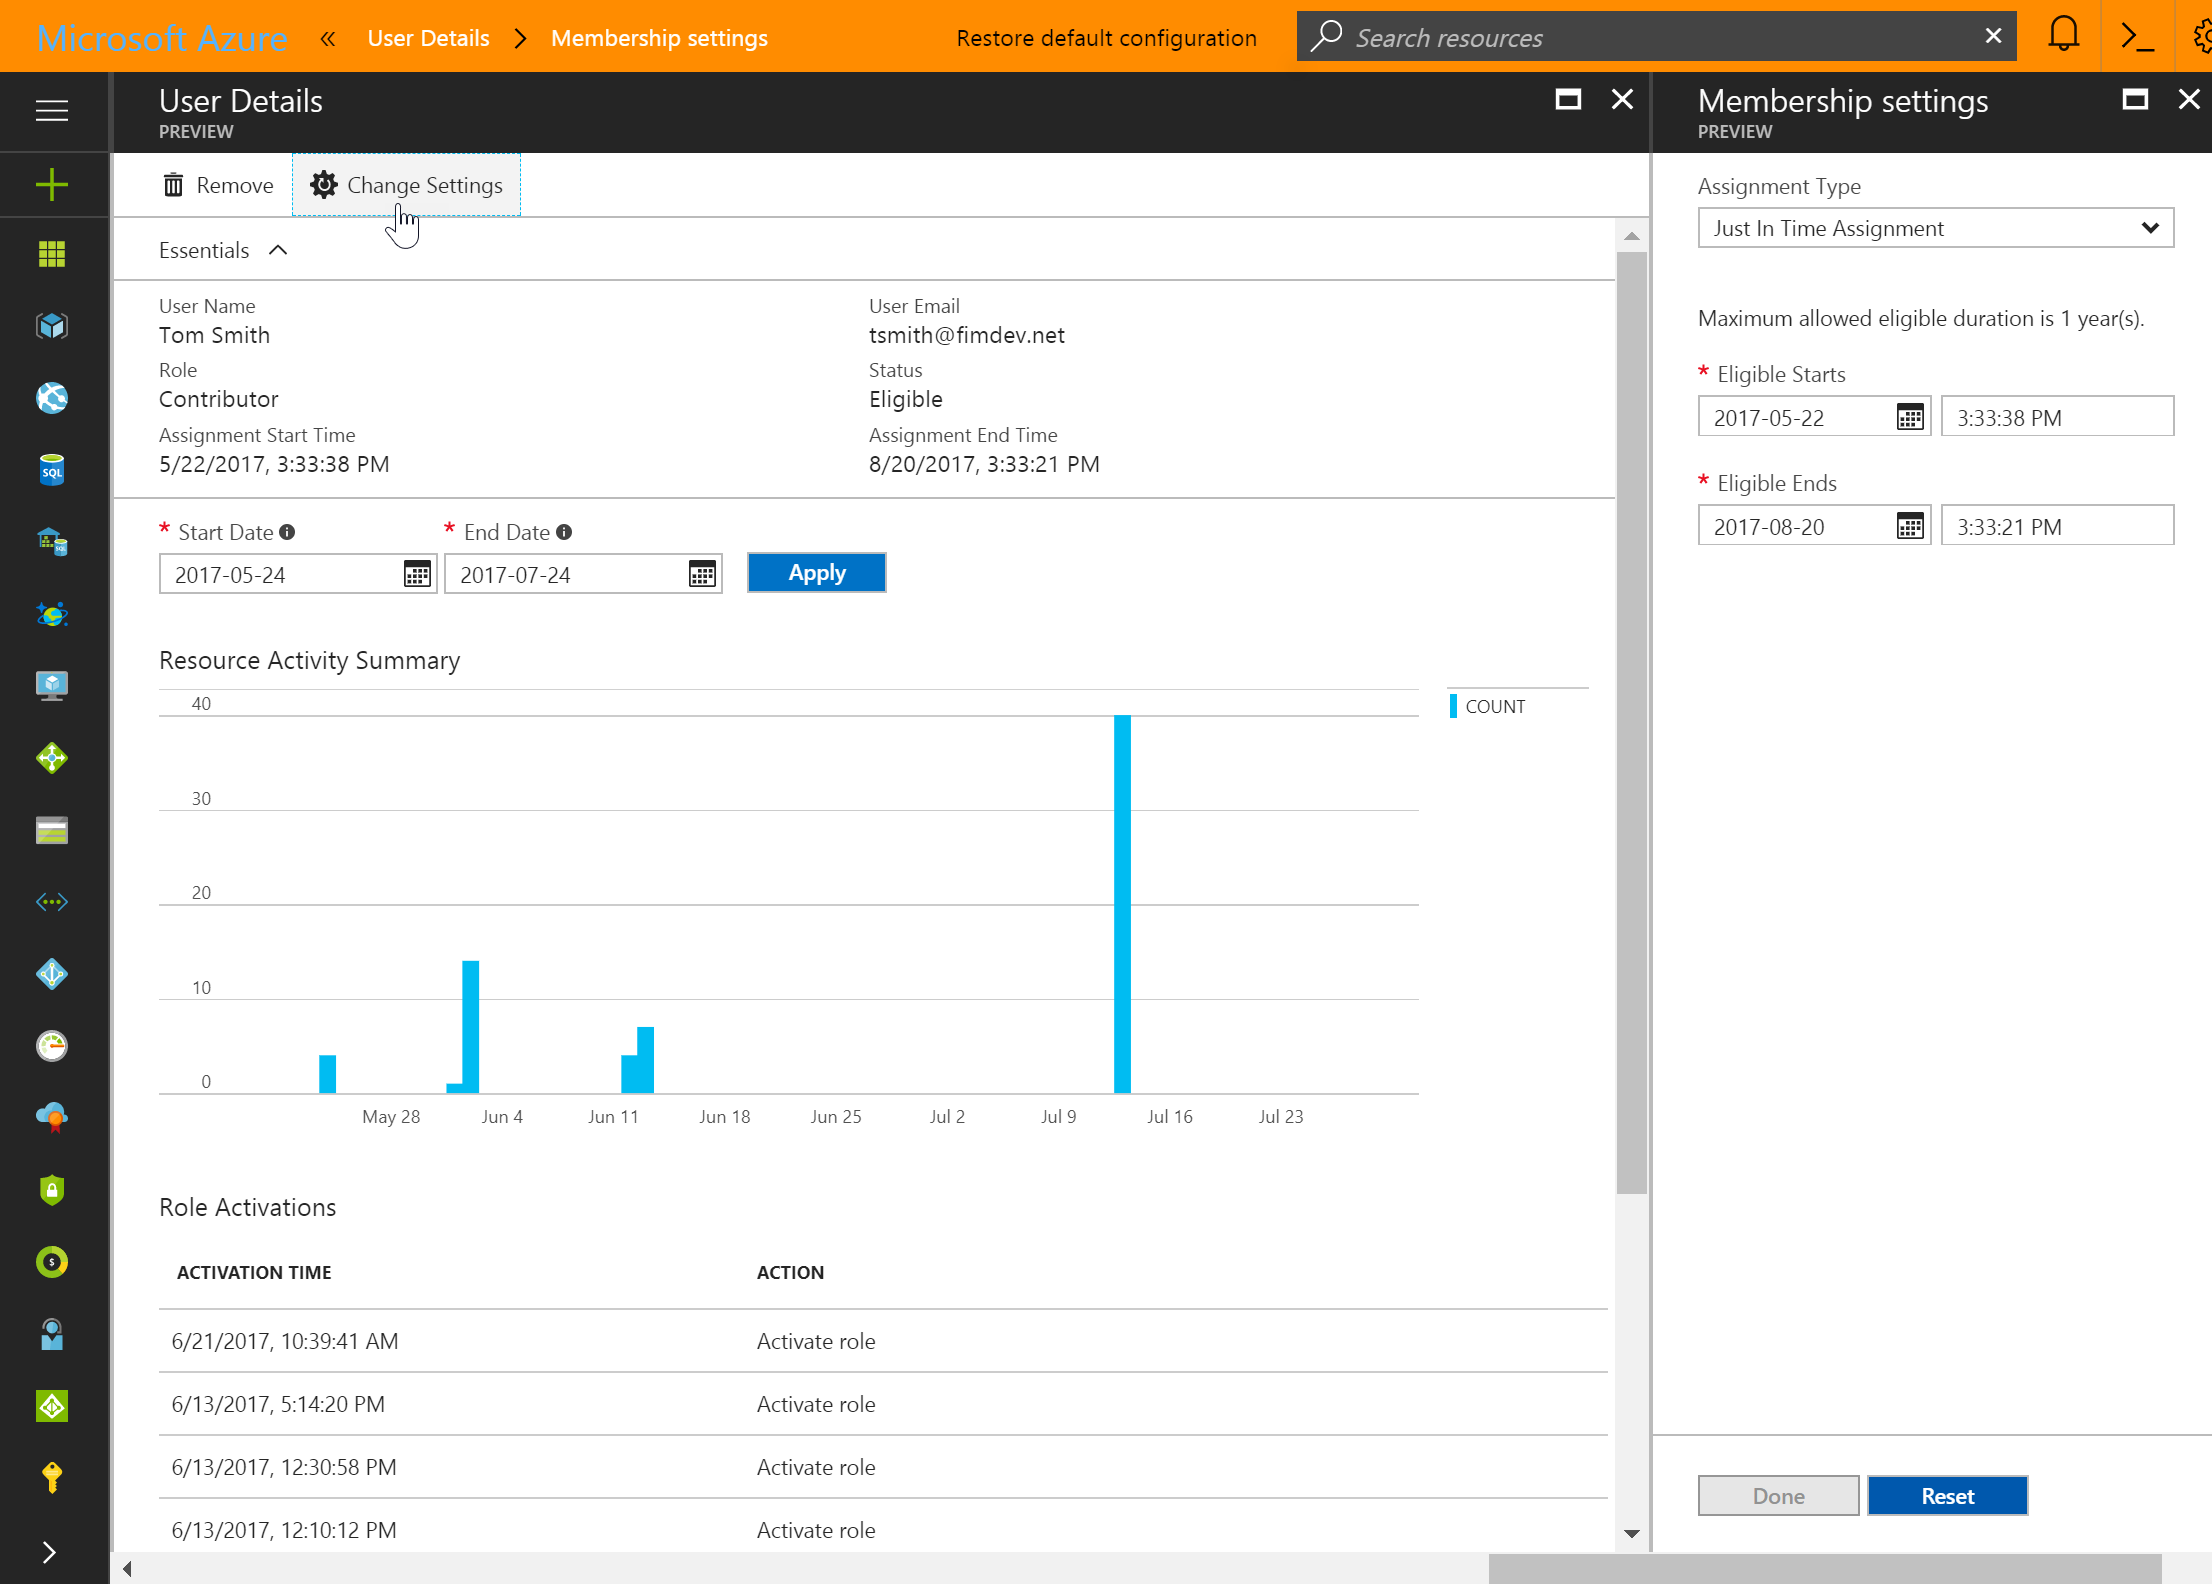 Microsoft Azure « User Details > Membership settings Restore default configuration Search resources
User Details
PREVIEW
Remove Change Settings
Essentials
User Name
Tom Smith
User Email
tsmith@fimdev.net
Role
Contributor
Status
Eligible
Assignment Start Time
5/22/2017, 3:33:38 PM
Assignment End Time
8/20/2017, 3:33:21 PM
* Start Date
2017-05-24
* End Date
2017-07-24
Apply
Resource Activity Summary
40
30
20
10
0
May 28 Jun 4 Jun 11 Jun 18 Jun 25 Jul 2 Jul 9 Jul 16 Jul 23
COUNT
Role Activations
ACTIVATION TIME ACTION
6/21/2017, 10:39:41 AM Activate role
6/13/2017, 5:14:20 PM Activate role
6/13/2017, 12:30:58 PM Activate role
6/13/2017, 12:10:12 PM Activate role
Membership settings
PREVIEW
Assignment Type
Just In Time Assignment
Maximum allowed eligible duration is 1 year(s).
* Eligible Starts
2017-05-22 3:33:38 PM
* Eligible Ends
2017-08-20 3:33:21 PM
Done Reset
SQL
SQL
$